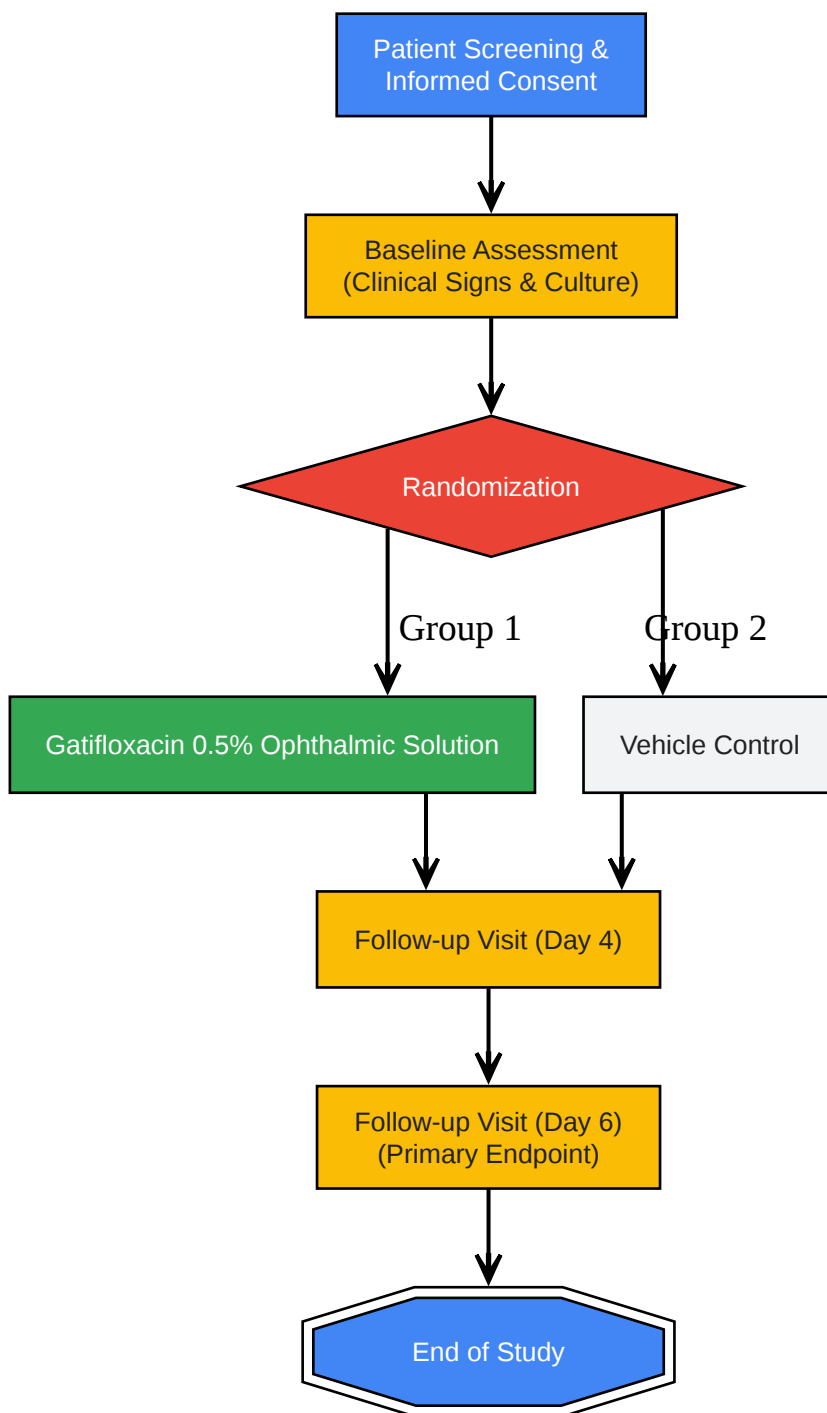 Patient Screening &
Informed Consent
Baseline Assessment
(Clinical Signs & Culture)
Randomization
Group 1
Group 2
Gatifloxacin 0.5% Ophthalmic Solution
Vehicle Control
Follow-up Visit (Day 4)
Follow-up Visit (Day 6)
(Primary Endpoint)
End of Study